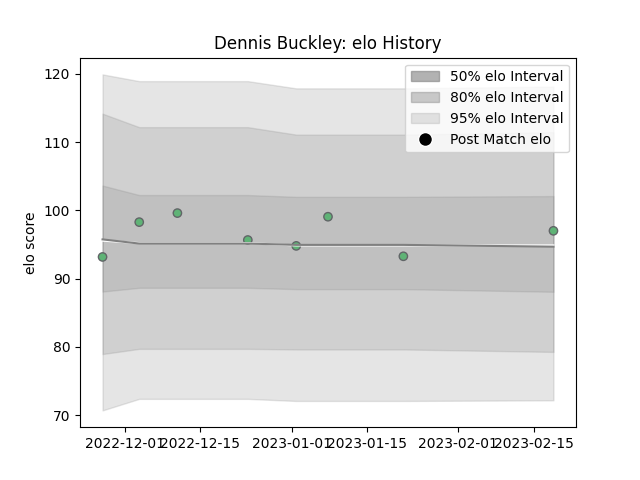 Dennis Buckley: elo History
50% elo Interval
80% elo Interval
95% elo Interval
Post Match elo
elo score
120
110
100
90
80
70
2022-12-01 2022-12-15 2023-01-01 2023-01-15 2023-02-01 2023-02-15